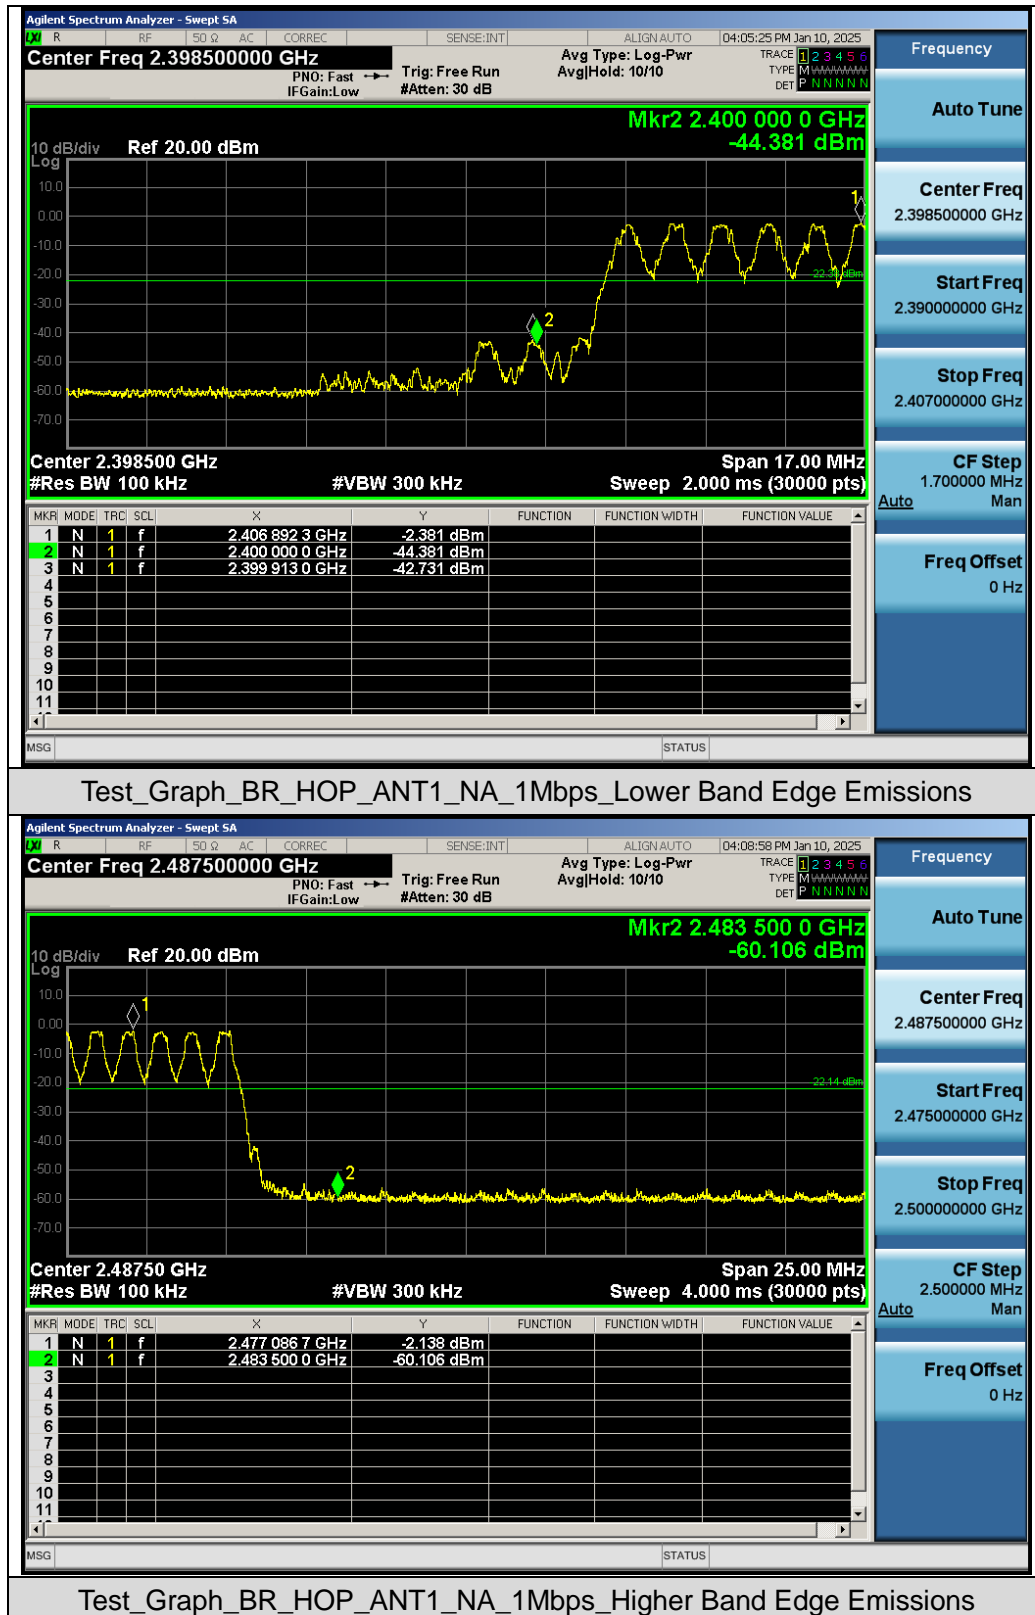 Agilent Spectrum Analyzer - Swept SA
LXI R RF 50 Ω AC CORREC SENSE:INT ALIGN AUTO 04:05:25 PM Jan 10, 2025
Center Freq 2.398500000 GHz
PNO: Fast
IFGain:Low
Trig: Free Run
#Atten: 30 dB
Avg Type: Log-Pwr
Avg|Hold: 10/10
TRACE 1 2 3 4 5 6
TYPE M
DET P N N N N N
Mkr2 2.400 000 0 GHz
-44.381 dBm
10 dB/div Ref 20.00 dBm
Log
10.0
0.00
-10.0
-20.0
-30.0
-40.0
-50.0
-60.0
-70.0
1
2
Center 2.398500 GHz Span 17.00 MHz
#Res BW 100 kHz #VBW 300 kHz Sweep 2.000 ms (30000 pts)
MKR MODE TRC SCL X Y FUNCTION FUNCTION WIDTH FUNCTION VALUE
1 N 1 f 2.406 892 3 GHz -2.381 dBm
2 N 1 f 2.400 000 0 GHz -44.381 dBm
3 N 1 f 2.399 913 0 GHz -42.731 dBm
4
5
6
7
8
9
10
11
MSG STATUS
Frequency
Auto Tune
Center Freq
2.398500000 GHz
Start Freq
2.390000000 GHz
Stop Freq
2.407000000 GHz
CF Step
1.700000 MHz
Auto Man
Freq Offset
0 Hz
Test_Graph_BR_HOP_ANT1_NA_1Mbps_Lower Band Edge Emissions
Agilent Spectrum Analyzer - Swept SA
LXI R RF 50 Ω AC CORREC SENSE:INT ALIGN AUTO 04:08:58 PM Jan 10, 2025
Center Freq 2.487500000 GHz
PNO: Fast
IFGain:Low
Trig: Free Run
#Atten: 30 dB
Avg Type: Log-Pwr
Avg|Hold: 10/10
TRACE 1 2 3 4 5 6
TYPE M
DET P N N N N N
Mkr2 2.483 500 0 GHz
-60.106 dBm
10 dB/div Ref 20.00 dBm
Log
10.0
0.00
-10.0
-20.0
-30.0
-40.0
-50.0
-60.0
-70.0
1
-22.14 dBm
2
Center 2.48750 GHz Span 25.00 MHz
#Res BW 100 kHz #VBW 300 kHz Sweep 4.000 ms (30000 pts)
MKR MODE TRC SCL X Y FUNCTION FUNCTION WIDTH FUNCTION VALUE
1 N 1 f 2.477 086 7 GHz -2.138 dBm
2 N 1 f 2.483 500 0 GHz -60.106 dBm
3
4
5
6
7
8
9
10
11
MSG STATUS
Frequency
Auto Tune
Center Freq
2.487500000 GHz
Start Freq
2.475000000 GHz
Stop Freq
2.500000000 GHz
CF Step
2.500000 MHz
Auto Man
Freq Offset
0 Hz
Test_Graph_BR_HOP_ANT1_NA_1Mbps_Higher Band Edge Emissions